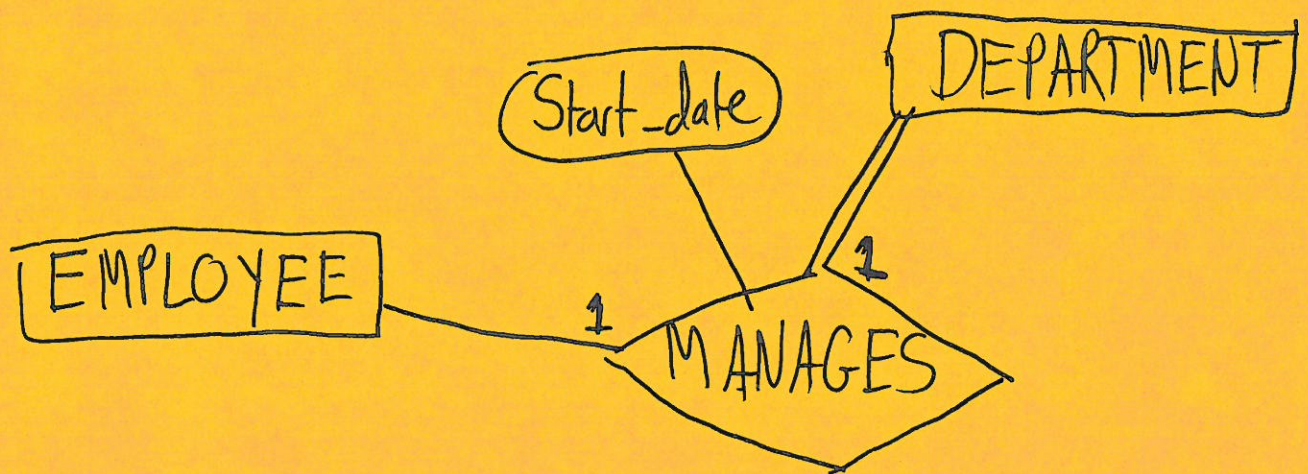 DEPARTMENT
Start_date
EMPLOYEE
1
1
MANAGES